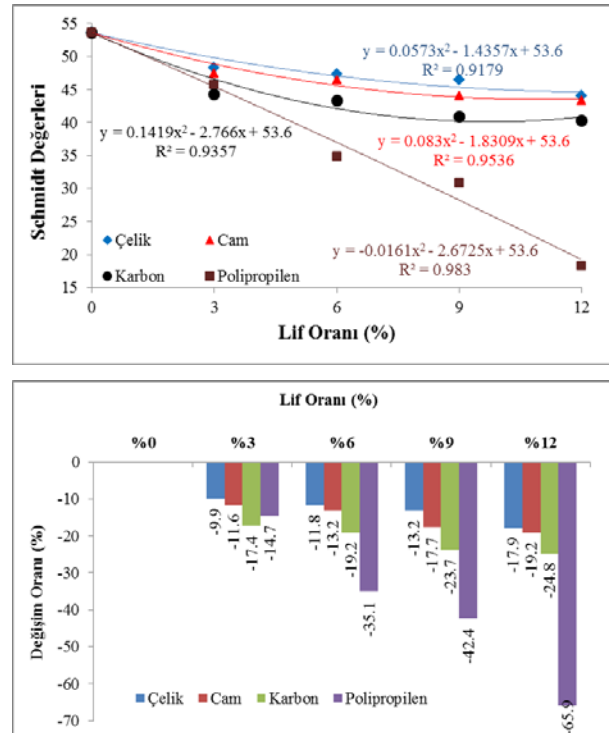 55
50
45
40
35
30
25
20
15
Schmidt Değerleri
y = 0.0573x² - 1.4357x + 53.6
R² = 0.9179
y = 0.1419x² - 2.766x + 53.6
R² = 0.9357
y = 0.083x² - 1.8309x + 53.6
R² = 0.9536
y = -0.0161x² - 2.6725x + 53.6
R² = 0.983
Çelik Cam
Karbon Polipropilen
0 3 6 9 12
Lif Oranı (%)
Lif Oranı (%)
%0 %3 %6 %9 %12
0
-10
-20
-30
-40
-50
-60
-70
Değişim Oranı (%)
-9.9 -11.6 -17.4 -14.7
-11.8 -13.2 -19.2 -35.1
-13.2 -17.7 -23.7 -42.4
-17.9 -19.2 -24.8 -65.9
Çelik Cam Karbon Polipropilen